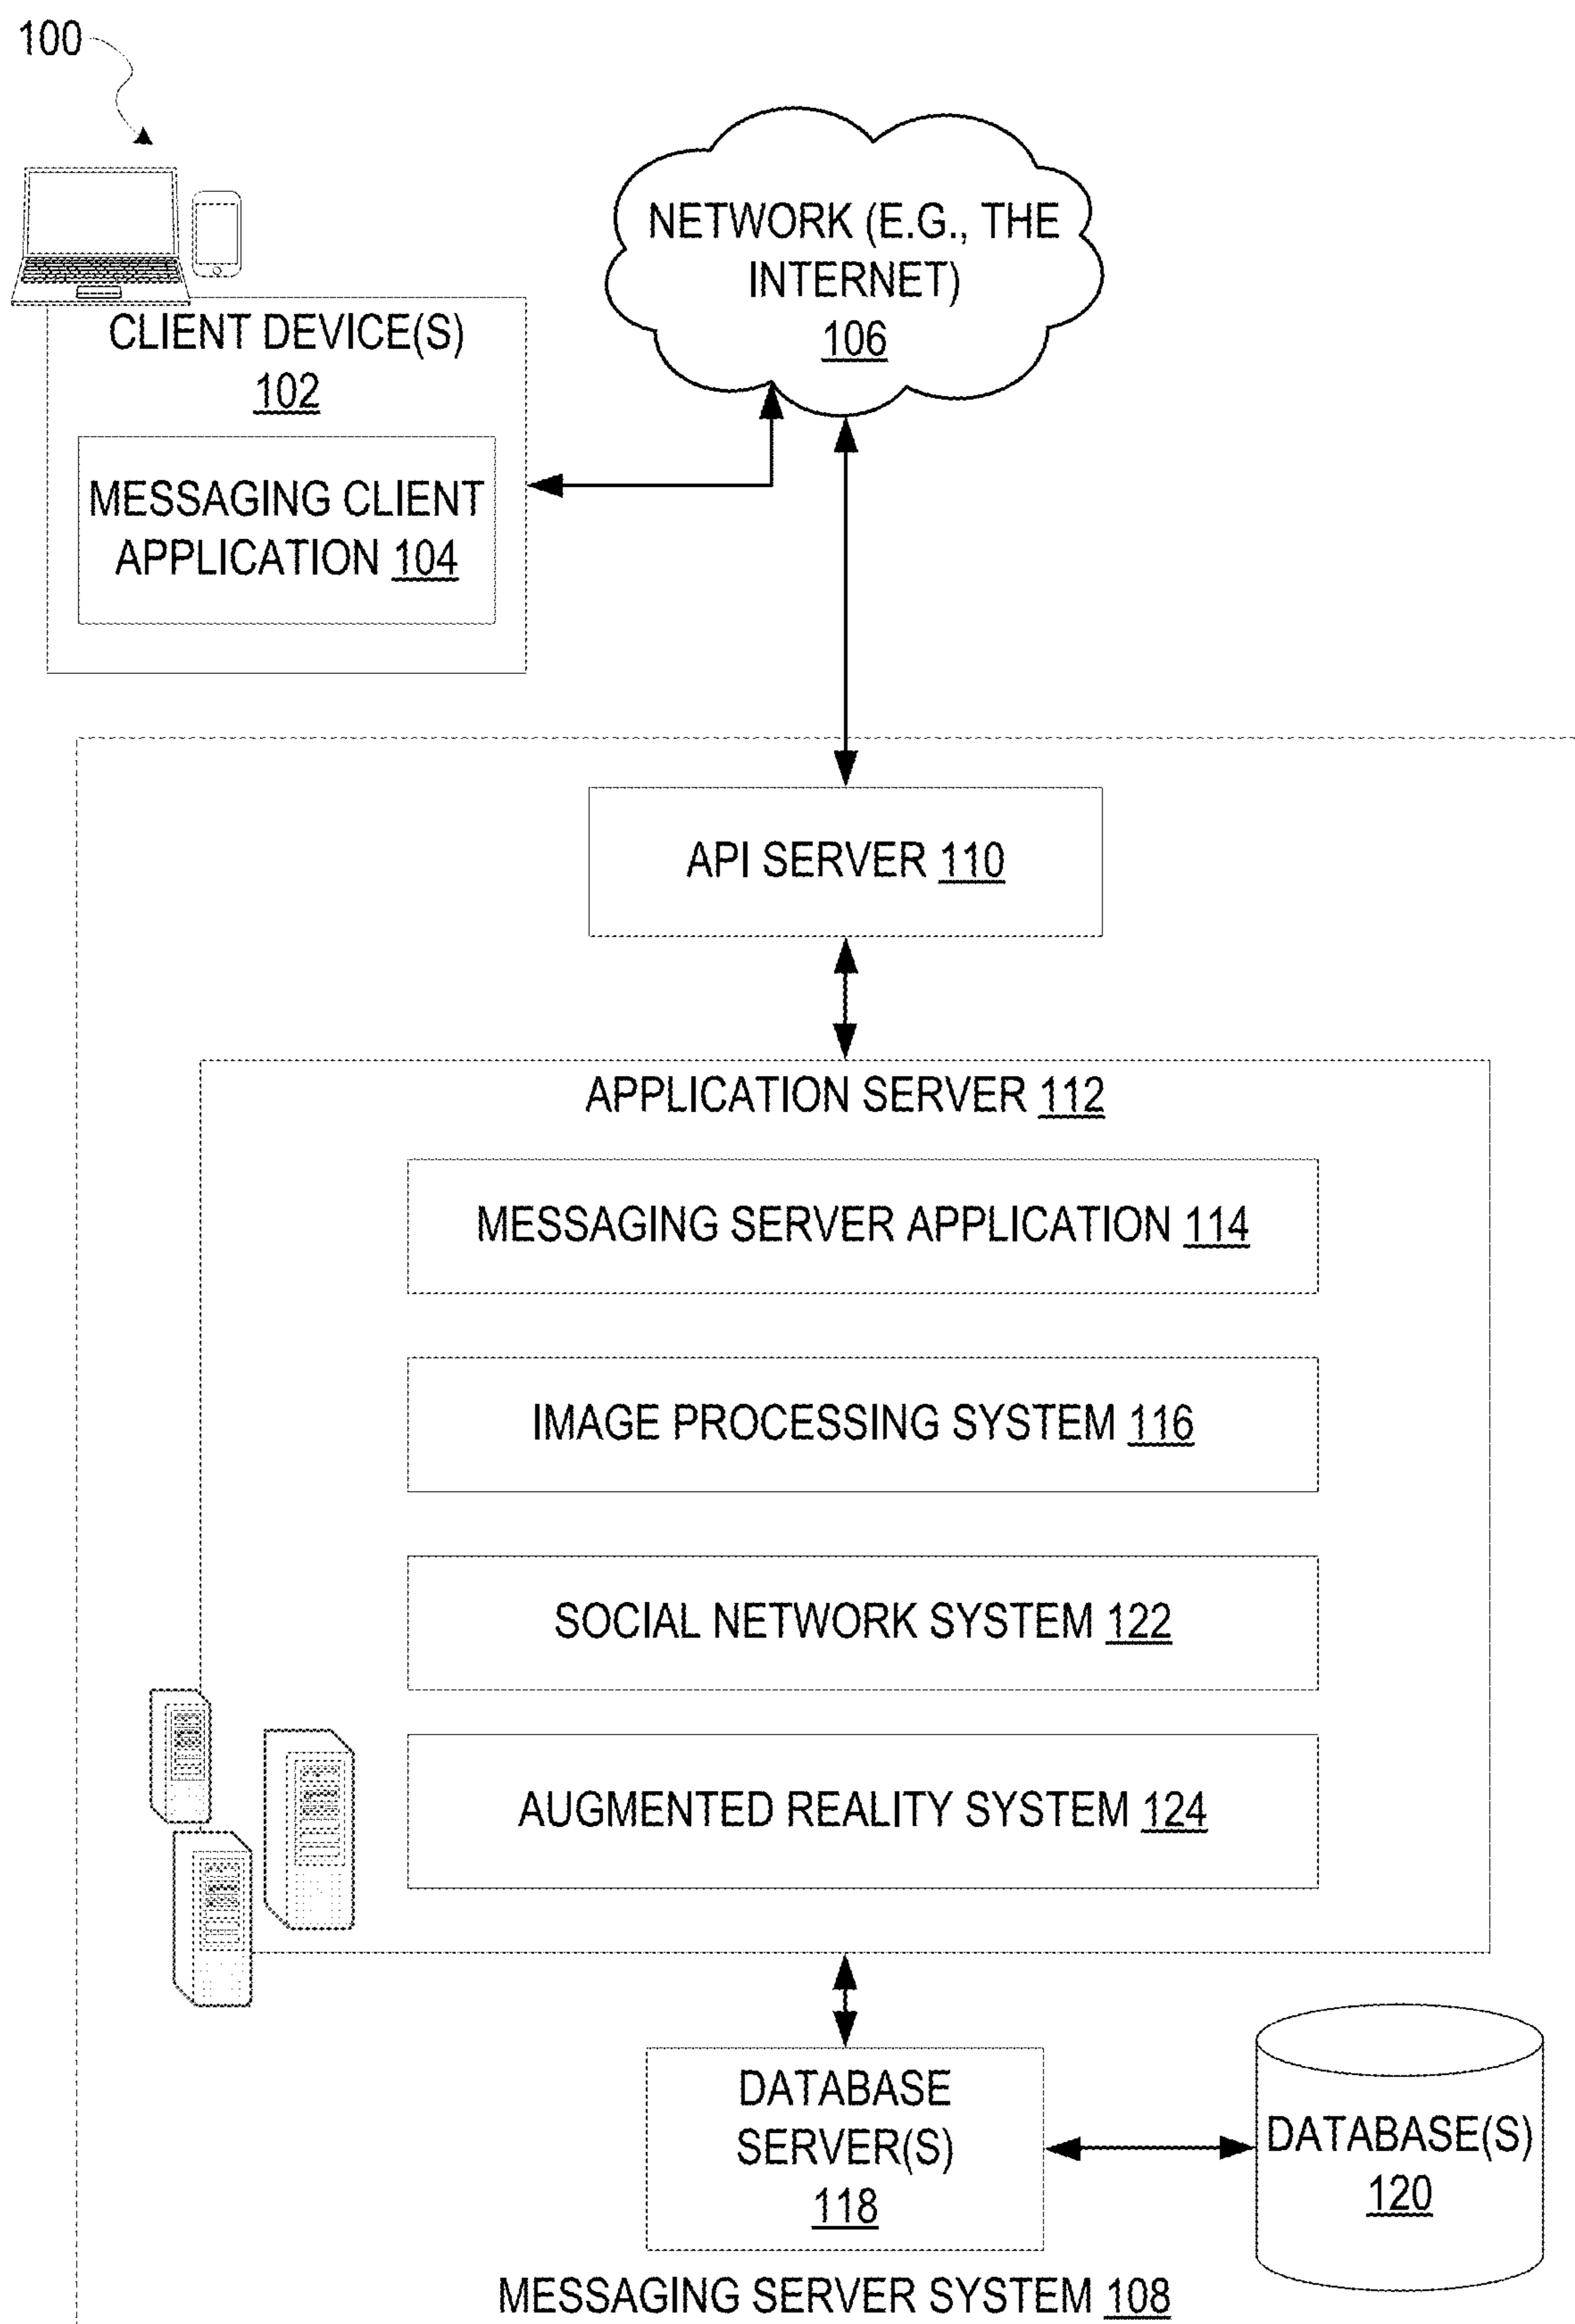 100
NETWORK (E.G., THE
INTERNET)
106
CLIENT DEVICE(S)
102
MESSAGING CLIENT
APPLICATION 104
API SERVER 110
APPLICATION SERVER 112
MESSAGING SERVER APPLICATION 114
IMAGE PROCESSING SYSTEM 116
SOCIAL NETWORK SYSTEM 122
AUGMENTED REALITY SYSTEM 124
DATABASE
SERVER(S)
118
DATABASE(S)
120
MESSAGING SERVER SYSTEM 108